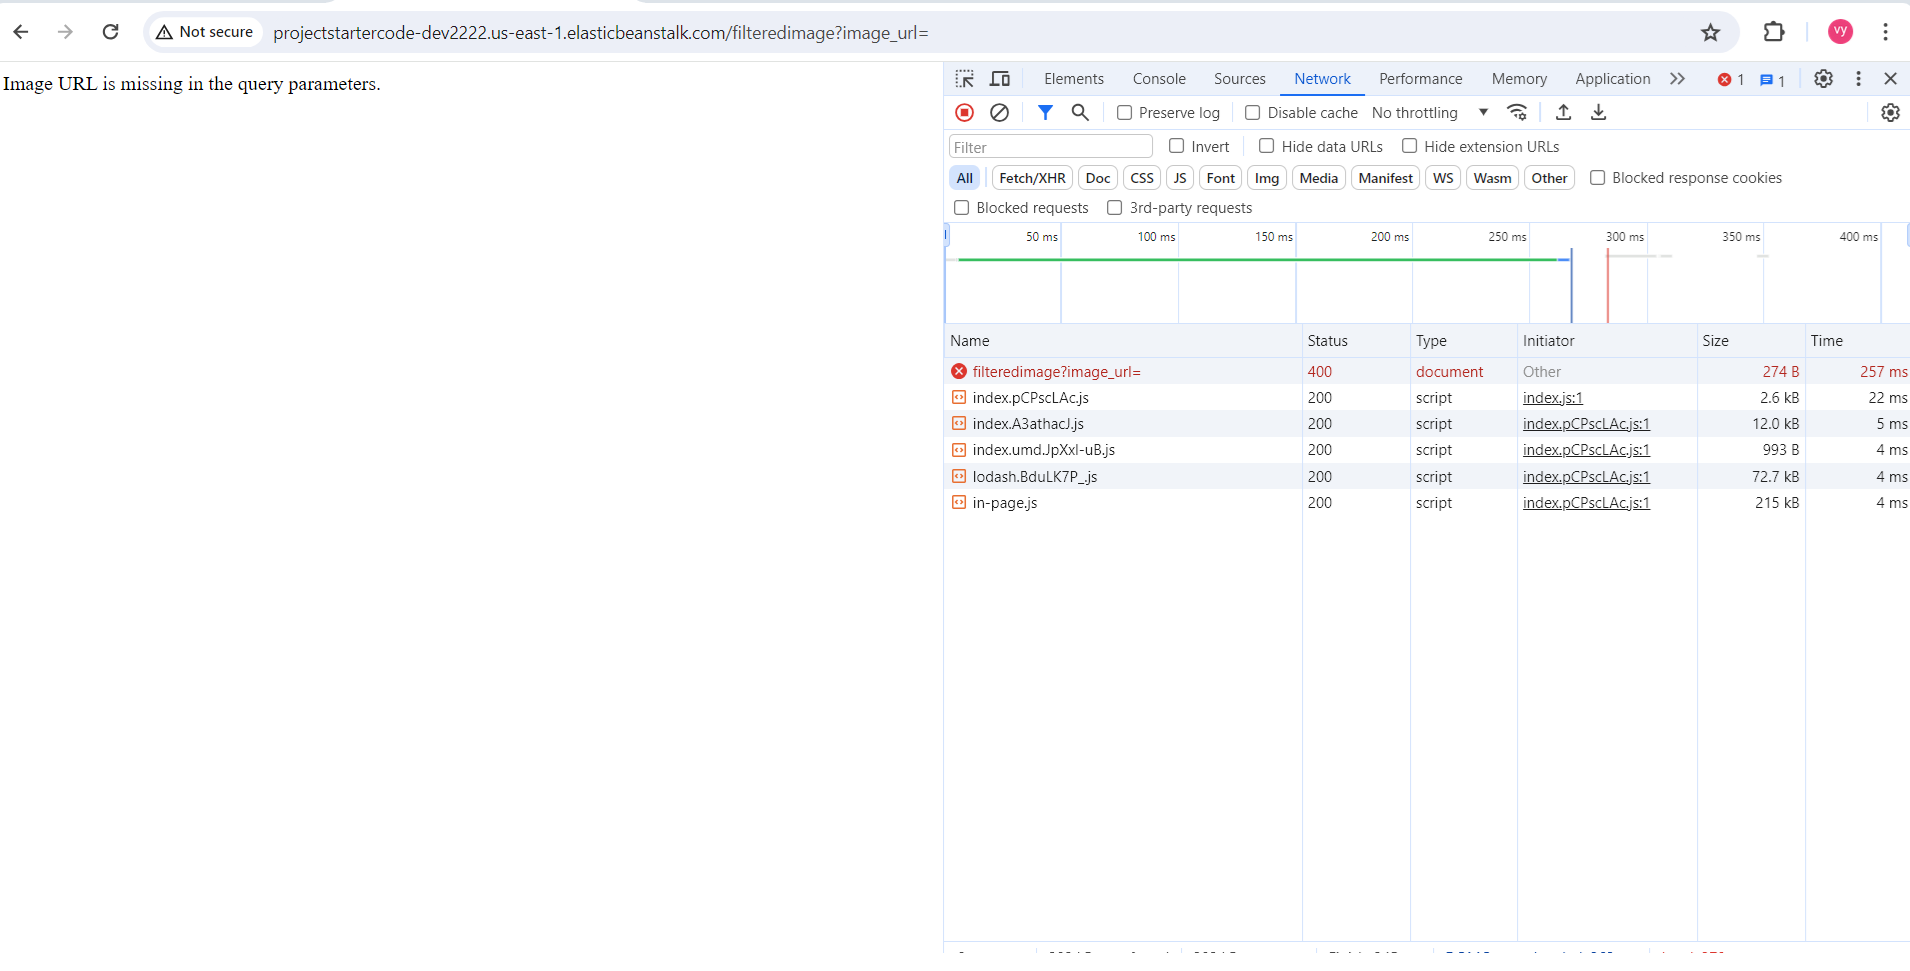 Not secure projectstartercode-dev2222.us-east-1.elasticbeanstalk.com/filteredimage?image_url= vy
Image URL is missing in the query parameters.
Elements Console Sources Network Performance Memory Application 1 1
Preserve log Disable cache No throttling
Filter Invert Hide data URLs Hide extension URLs
All Fetch/XHR Doc CSS JS Font Img Media Manifest WS Wasm Other Blocked response cookies
Blocked requests 3rd-party requests
50 ms 100 ms 150 ms 200 ms 250 ms 300 ms 350 ms 400 ms
Name Status Type Initiator Size Time
filteredimage?image_url= 400 document Other 274 B 257 ms
index.pCPscLAc.js 200 script index.js:1 2.6 kB 22 ms
index.A3athacJ.js 200 script index.pCPscLAc.js:1 12.0 kB 5 ms
index.umd.JpXxI-uB.js 200 script index.pCPscLAc.js:1 993 B 4 ms
lodash.BduLK7P_.js 200 script index.pCPscLAc.js:1 72.7 kB 4 ms
in-page.js 200 script index.pCPscLAc.js:1 215 kB 4 ms